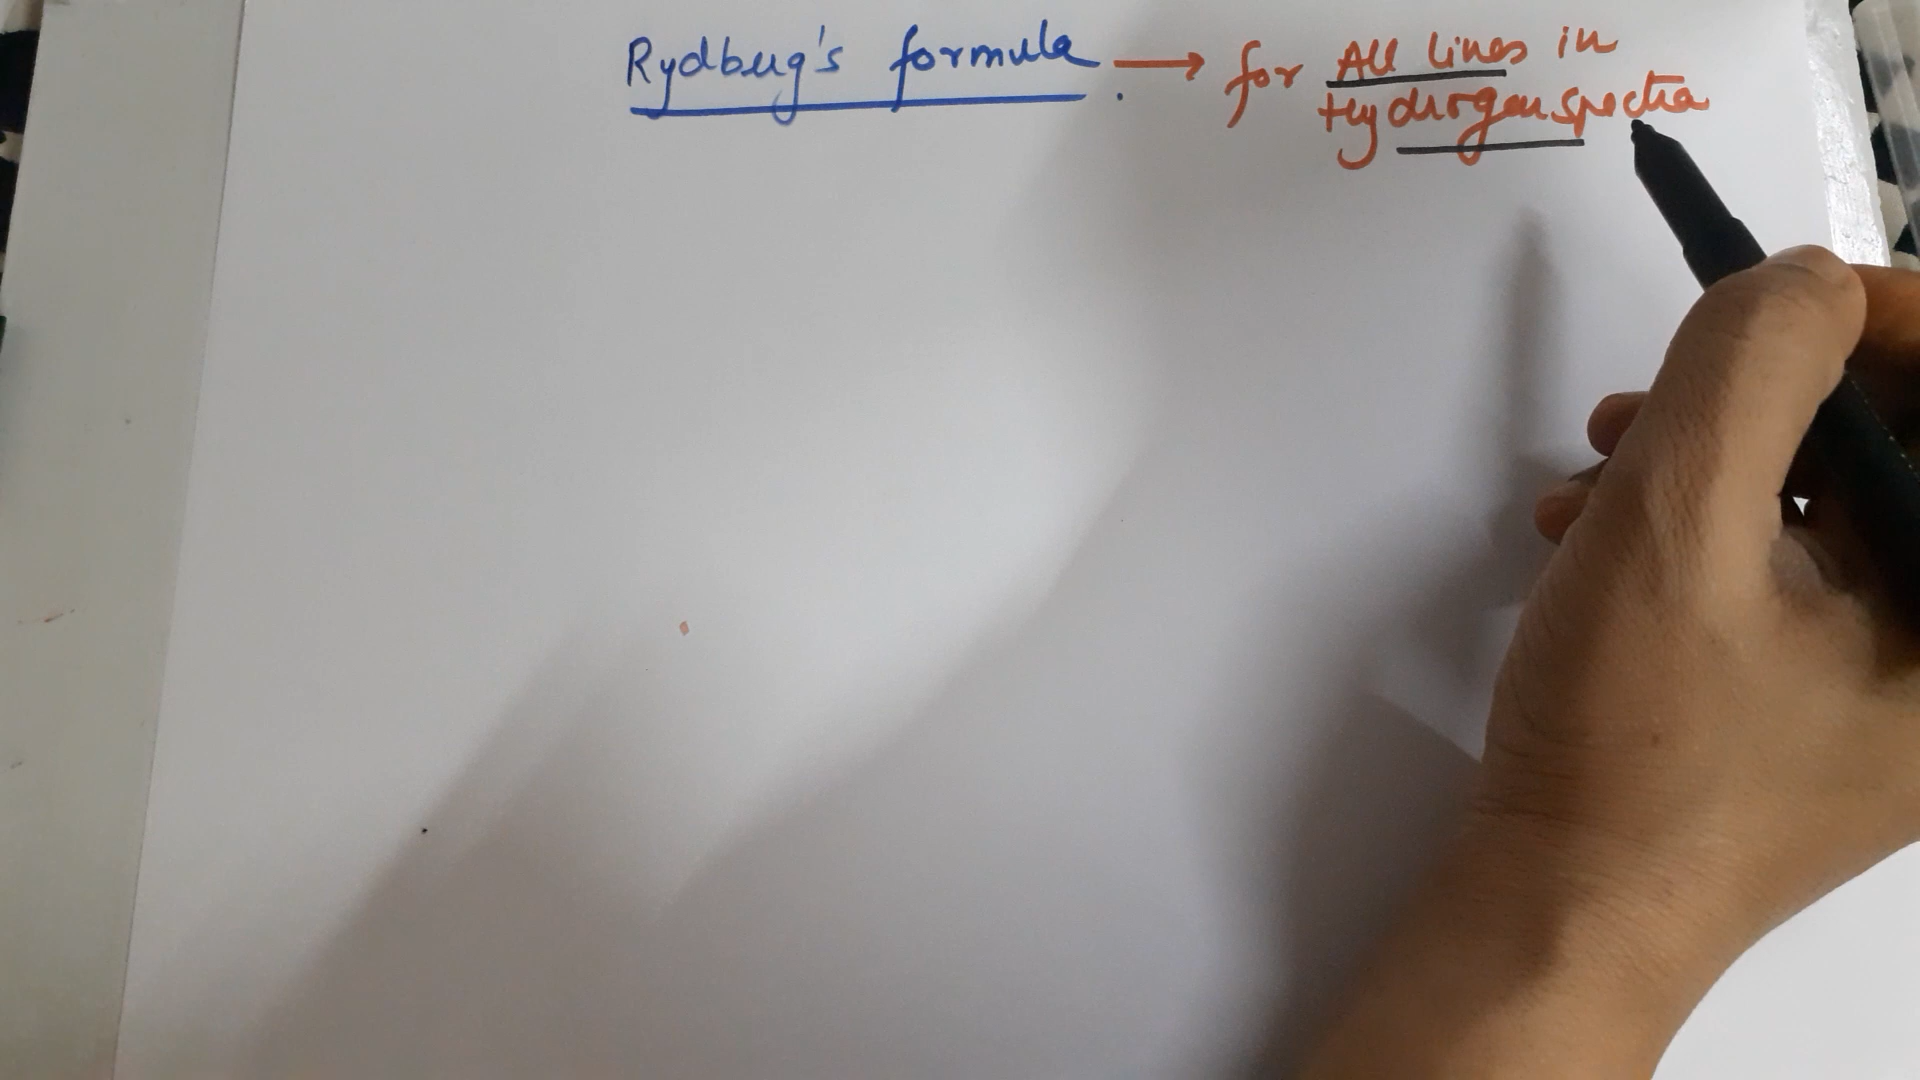 Rydberg's formula → for All lines in
Hydrogen spectra